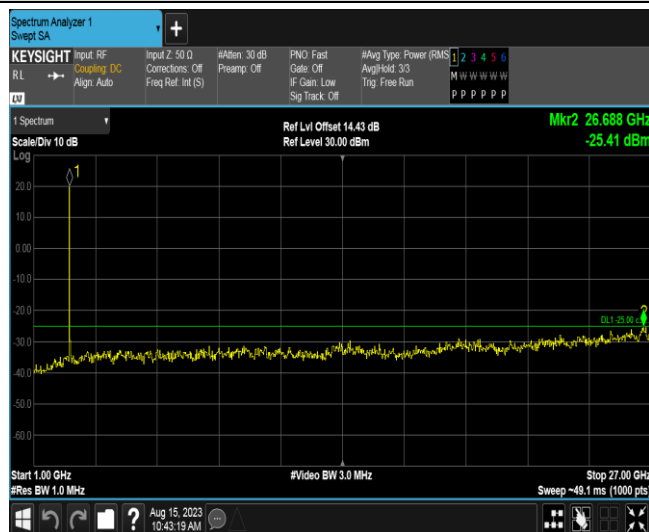 Spectrum Analyzer 1
Swept SA
+
KEYSIGHT Input: RF Input Z: 50 Ω #Atten: 30 dB PNO: Fast #Avg Type: Power (RMS 1 2 3 4 5 6
RL Coupling: DC Corrections: Off Preamp: Off Gate: Off Avg|Hold: 3/3 M W W W W W
Align: Auto Freq Ref: Int (S) IF Gain: Low Trig: Free Run
Sig Track: Off P P P P P P
LXI
1 Spectrum Ref Lvl Offset 14.43 dB Mkr2 26.688 GHz
Scale/Div 10 dB Ref Level 30.00 dBm -25.41 dBm
Log
1
20.0
10.0
0.00
-10.0
-20.0
2
DL1 -25.00
-30.0
-40.0
-50.0
-60.0
Start 1.00 GHz #Video BW 3.0 MHz Stop 27.00 GHz
#Res BW 1.0 MHz Sweep ~49.1 ms (1000 pts)
? Aug 15, 2023
10:43:19 AM